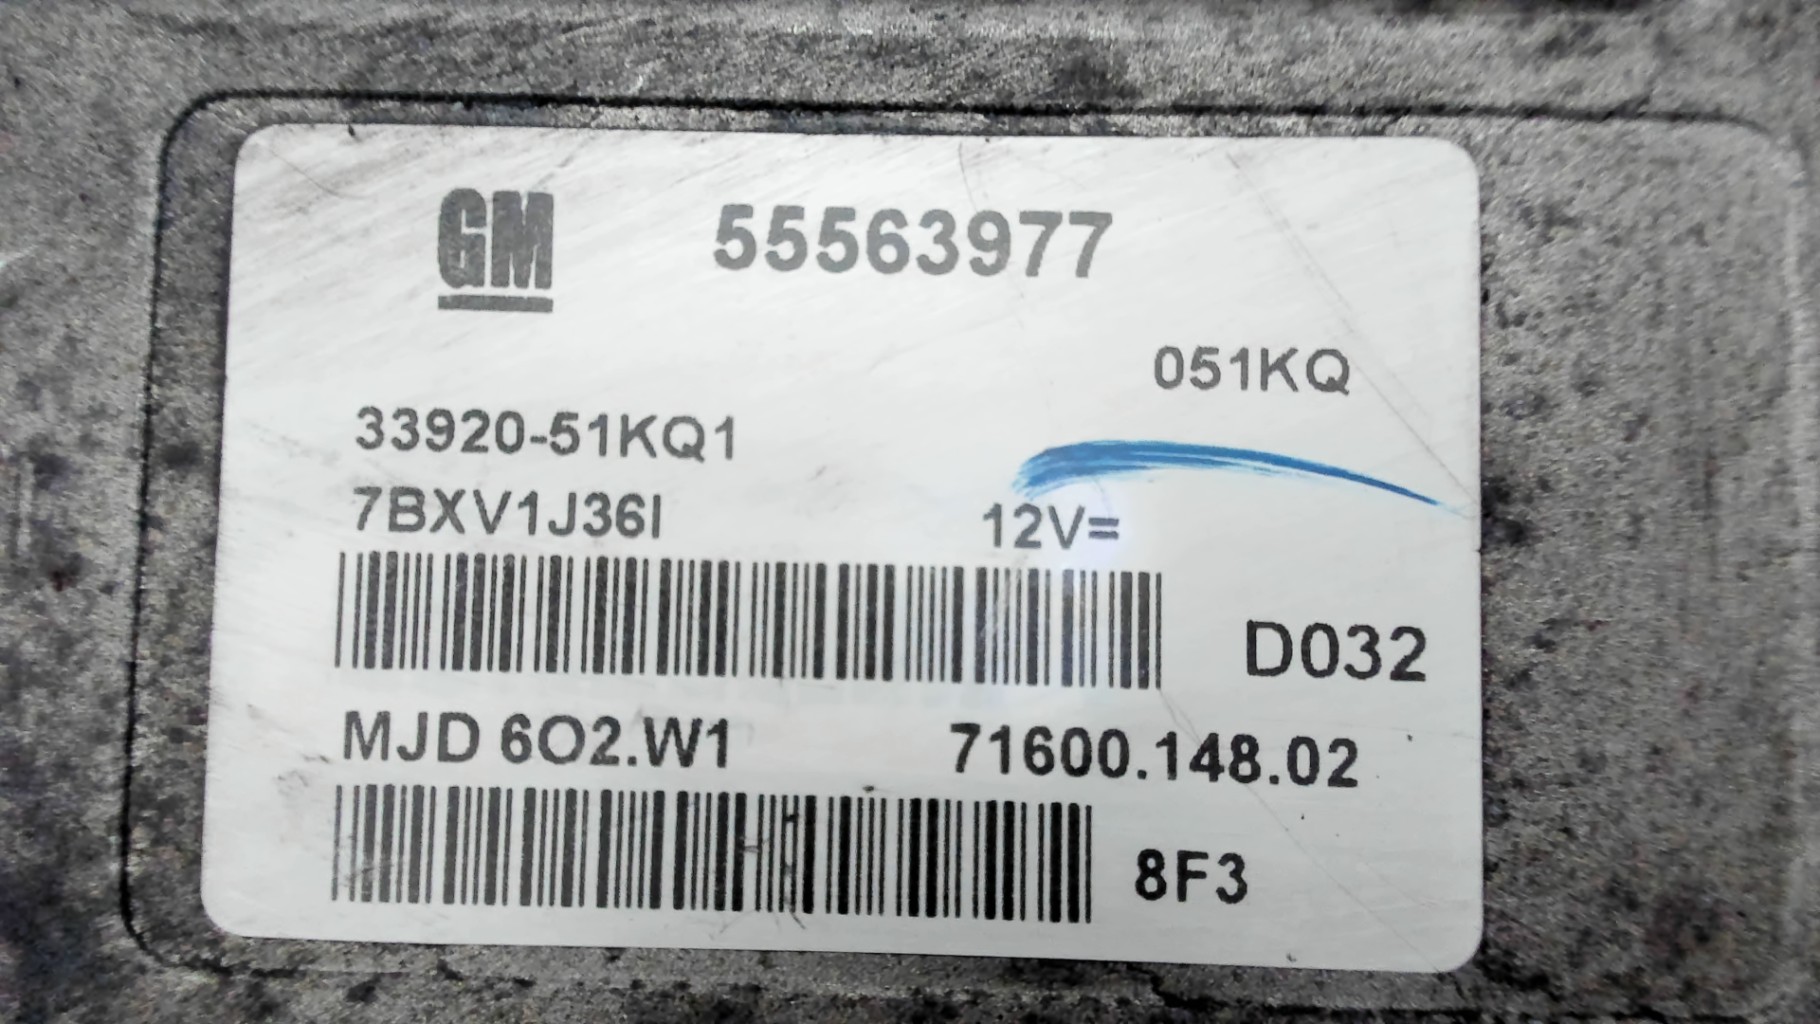 GM 55563977
051KQ
33920-51KQ1
7BXV1J36I 12V=
D032
MJD 6O2.W1 71600.148.02
8F3